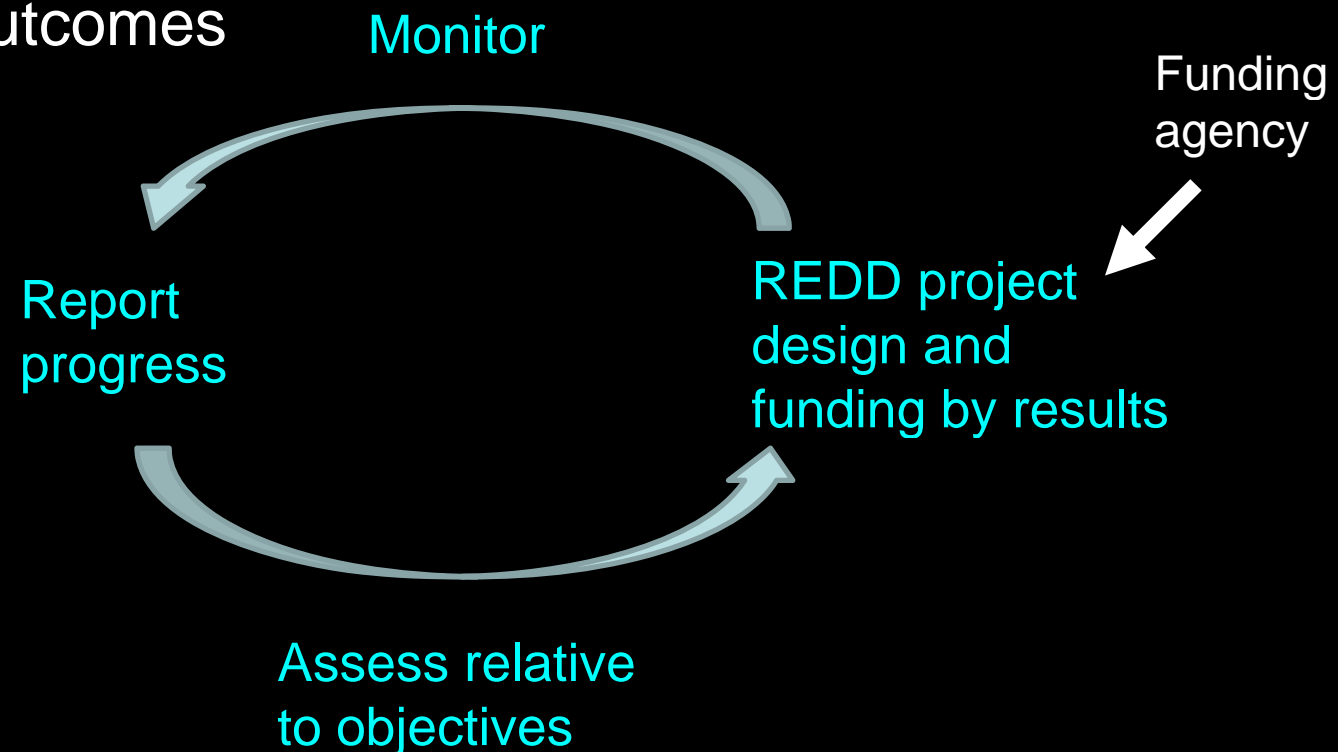 utcomes
Monitor
Funding
agency
REDD project
design and
funding by results
Report
progress
Assess relative
to objectives